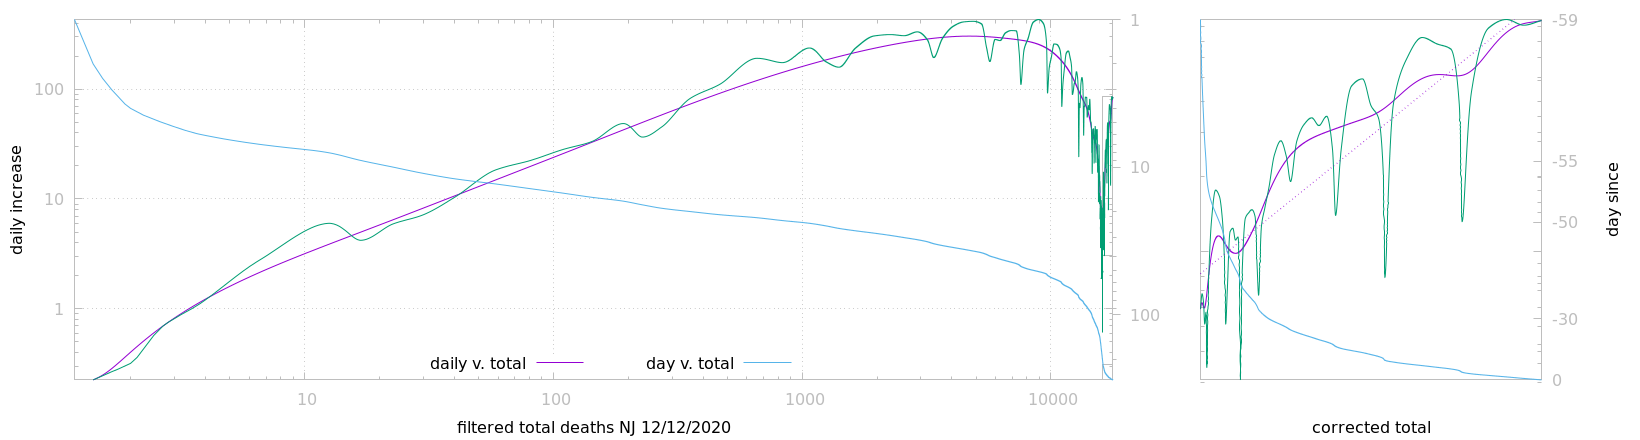 daily increase
100
10
1
daily v. total
day v. total
10
100
1000
10000
filtered total deaths NJ 12/12/2020
1
10
100
-59
-55
-50
-30
0
day since
corrected total